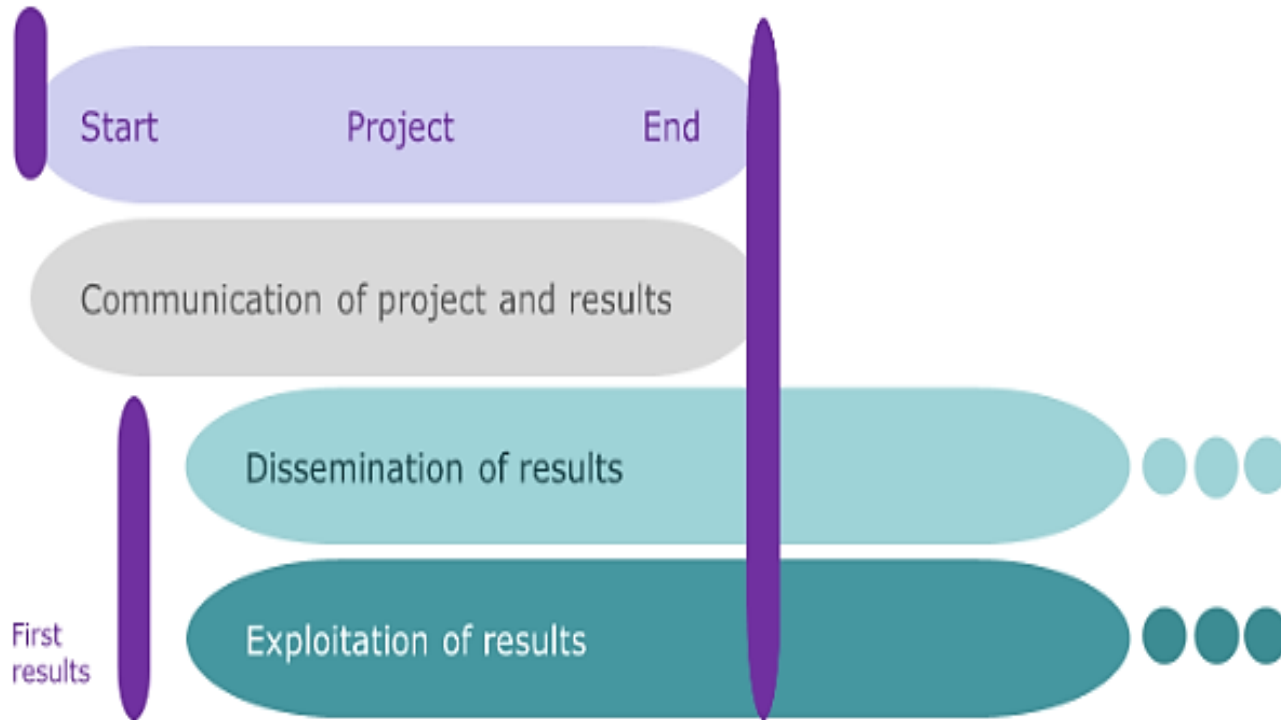 Start Project End
Communication of project and results
Dissemination of results
Exploitation of results
First
results